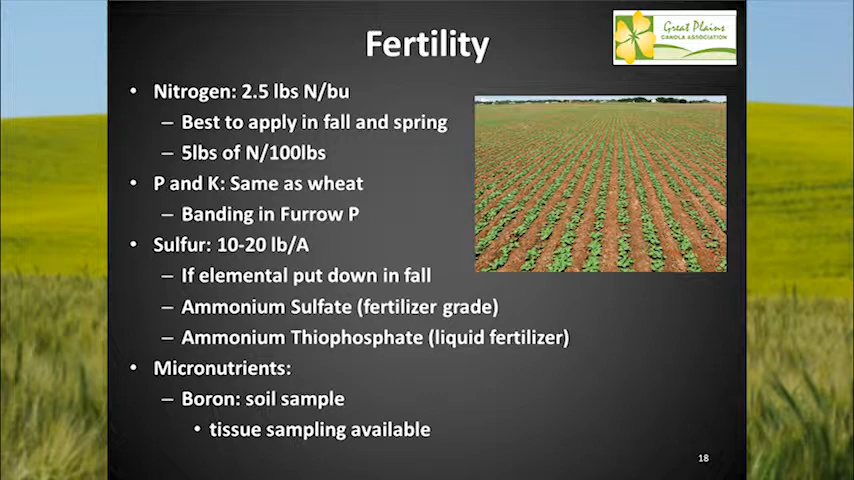 Fertility
Great Plains
CANOLA ASSOCIATION
• Nitrogen: 2.5 lbs N/bu
– Best to apply in fall and spring
– 5lbs of N/100lbs
• P and K: Same as wheat
– Banding in Furrow P
• Sulfur: 10-20 lb/A
– If elemental put down in fall
– Ammonium Sulfate (fertilizer grade)
– Ammonium Thiophosphate (liquid fertilizer)
• Micronutrients:
– Boron: soil sample
• tissue sampling available
18